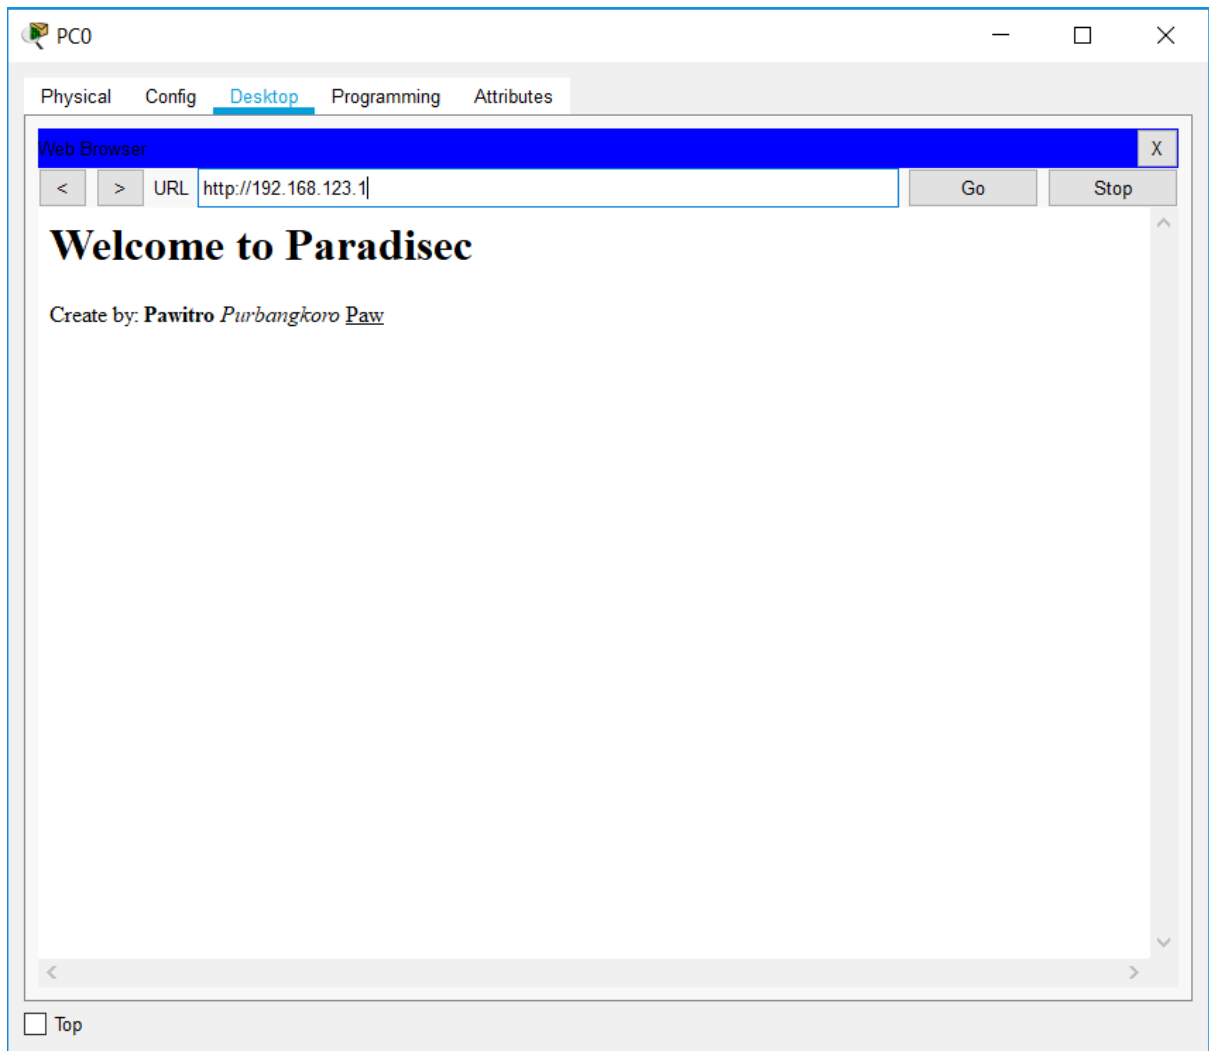 PC0
Physical Config Desktop Programming Attributes
Web Browser X
< > URL http://192.168.123.1 Go Stop
Welcome to Paradisec
Create by: Pawitro Purbangkoro Paw
Top